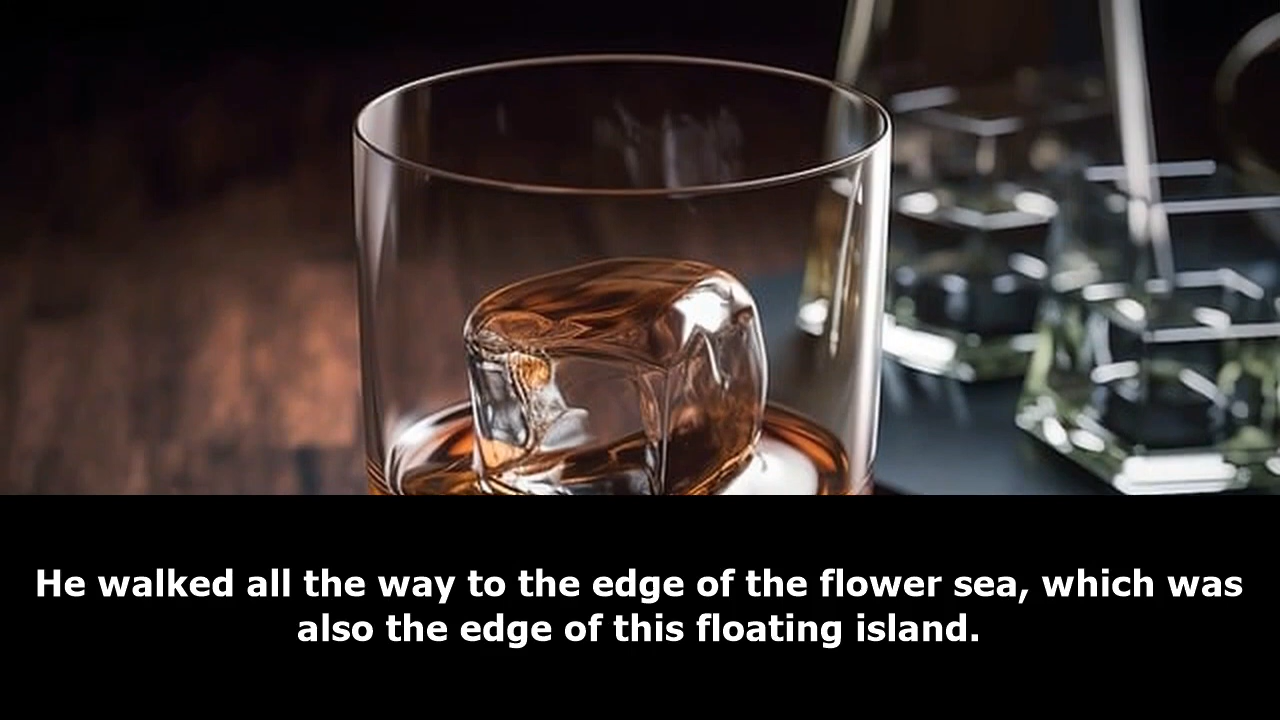 He walked all the way to the edge of the flower sea, which was
also the edge of this floating island.